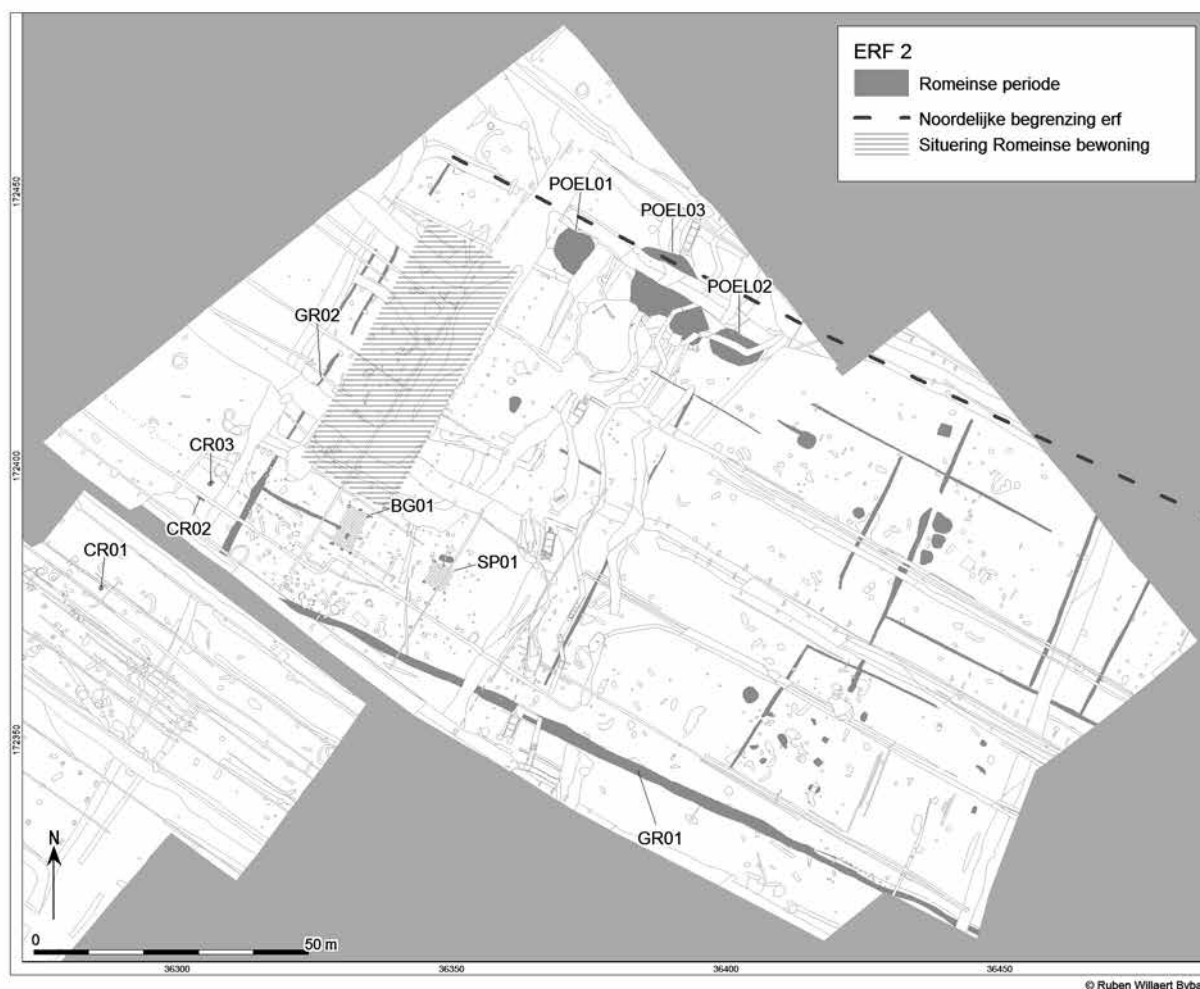 ERF 2
Romeinse periode
Noordelijke begrenzing erf
Situering Romeinse bewoning
172450
POEL01
POEL03
POEL02
GR02
172400
CR03
CR02
BG01
CR01
SP01
172350
GR01
N
0
50 m
36300
36350
36400
36450
© Ruben Willaert Bvba